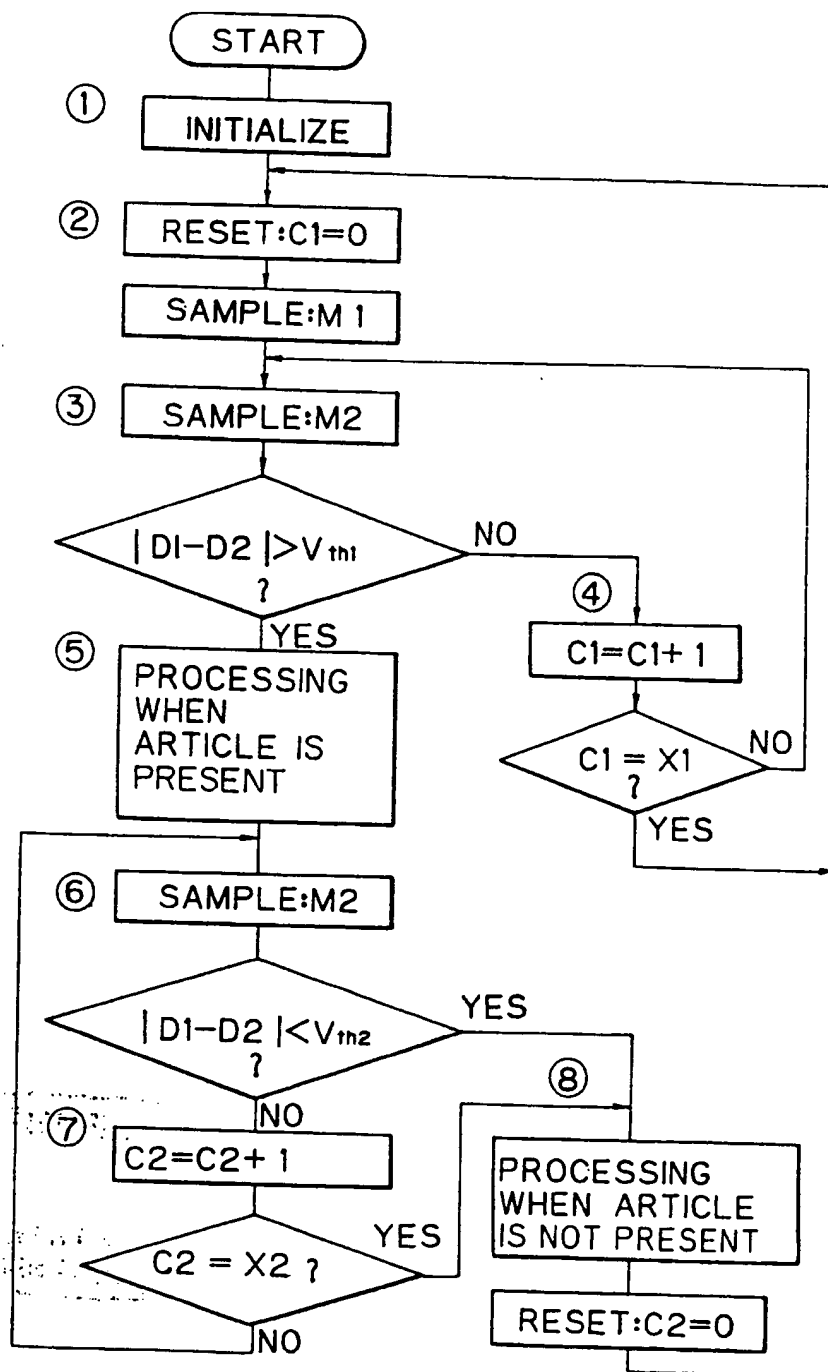 START
①
INITIALIZE
②
RESET:C1=0
SAMPLE:M1
③
SAMPLE:M2
|D1-D2|>Vth1
?
NO
YES
④
C1=C1+1
C1=X1
?
NO
YES
⑤
PROCESSING
WHEN
ARTICLE IS
PRESENT
⑥
SAMPLE:M2
|D1-D2|<Vth2
?
YES
NO
⑦
C2=C2+1
C2=X2 ?
YES
NO
⑧
PROCESSING
WHEN ARTICLE
IS NOT PRESENT
RESET:C2=0